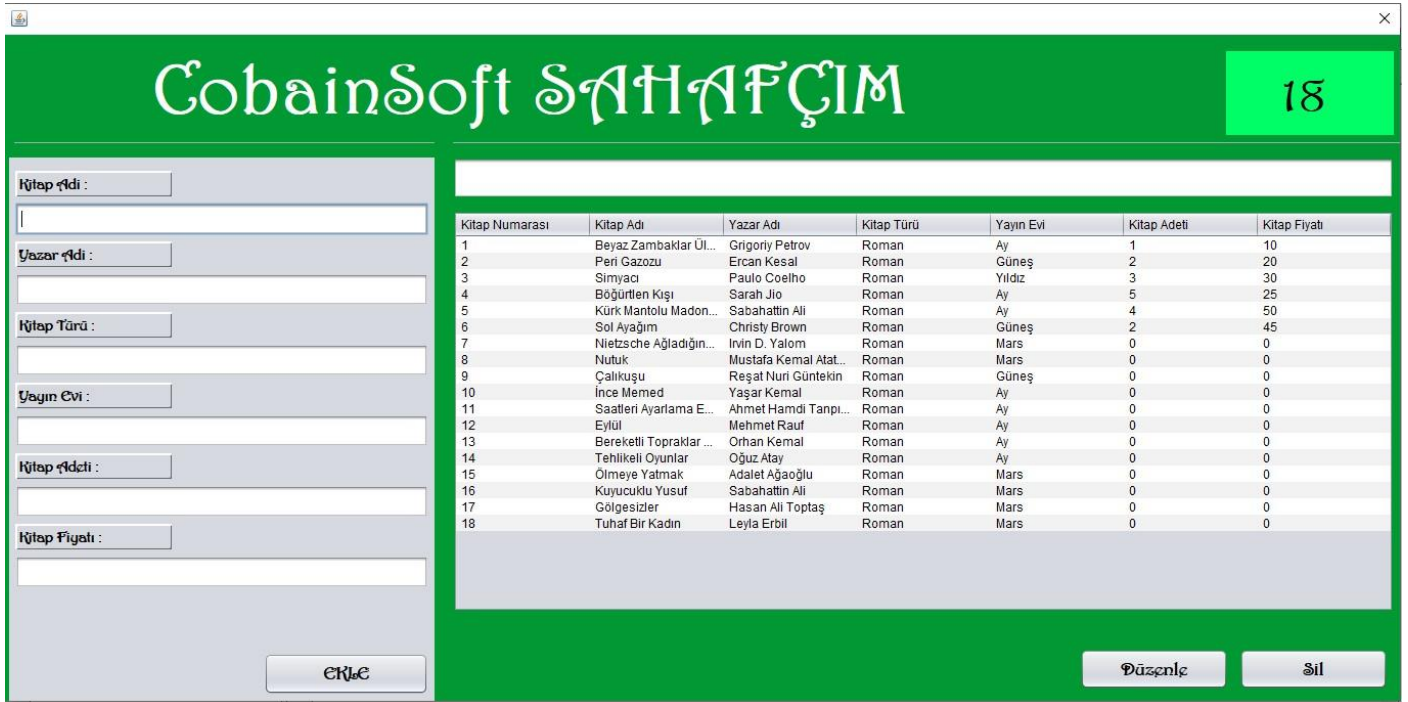 CobainSoft SAHAFÇIM
18
Kitap Adi :
Yazar Adi :
Kitap Türü :
Yayın Evi :
Kitap Adeti :
Kitap Fiyatı :
EKLE
Kitap Numarası Kitap Adı Yazar Adı Kitap Türü Yayın Evi Kitap Adeti Kitap Fiyatı
1 Beyaz Zambaklar Ül... Grigoriy Petrov Roman Ay 1 10
2 Peri Gazozu Ercan Kesal Roman Güneş 2 20
3 Simyacı Paulo Coelho Roman Yıldız 3 30
4 Böğürtlen Kışı Sarah Jio Roman Ay 5 25
5 Kürk Mantolu Madon... Sabahattin Ali Roman Ay 4 50
6 Sol Ayağım Christy Brown Roman Güneş 2 45
7 Nietzsche Ağladığın... Irvin D. Yalom Roman Mars 0 0
8 Nutuk Mustafa Kemal Atat... Roman Mars 0 0
9 Çalıkuşu Reşat Nuri Güntekin Roman Güneş 0 0
10 İnce Memed Yaşar Kemal Roman Ay 0 0
11 Saatleri Ayarlama E... Ahmet Hamdi Tanpı... Roman Ay 0 0
12 Eylül Mehmet Rauf Roman Ay 0 0
13 Bereketli Topraklar ... Orhan Kemal Roman Ay 0 0
14 Tehlikeli Oyunlar Oğuz Atay Roman Ay 0 0
15 Ölmeye Yatmak Adalet Ağaoğlu Roman Mars 0 0
16 Kuyucuklu Yusuf Sabahattin Ali Roman Mars 0 0
17 Gölgesizler Hasan Ali Toptaş Roman Mars 0 0
18 Tuhaf Bir Kadın Leyla Erbil Roman Mars 0 0
Düzenle Sil